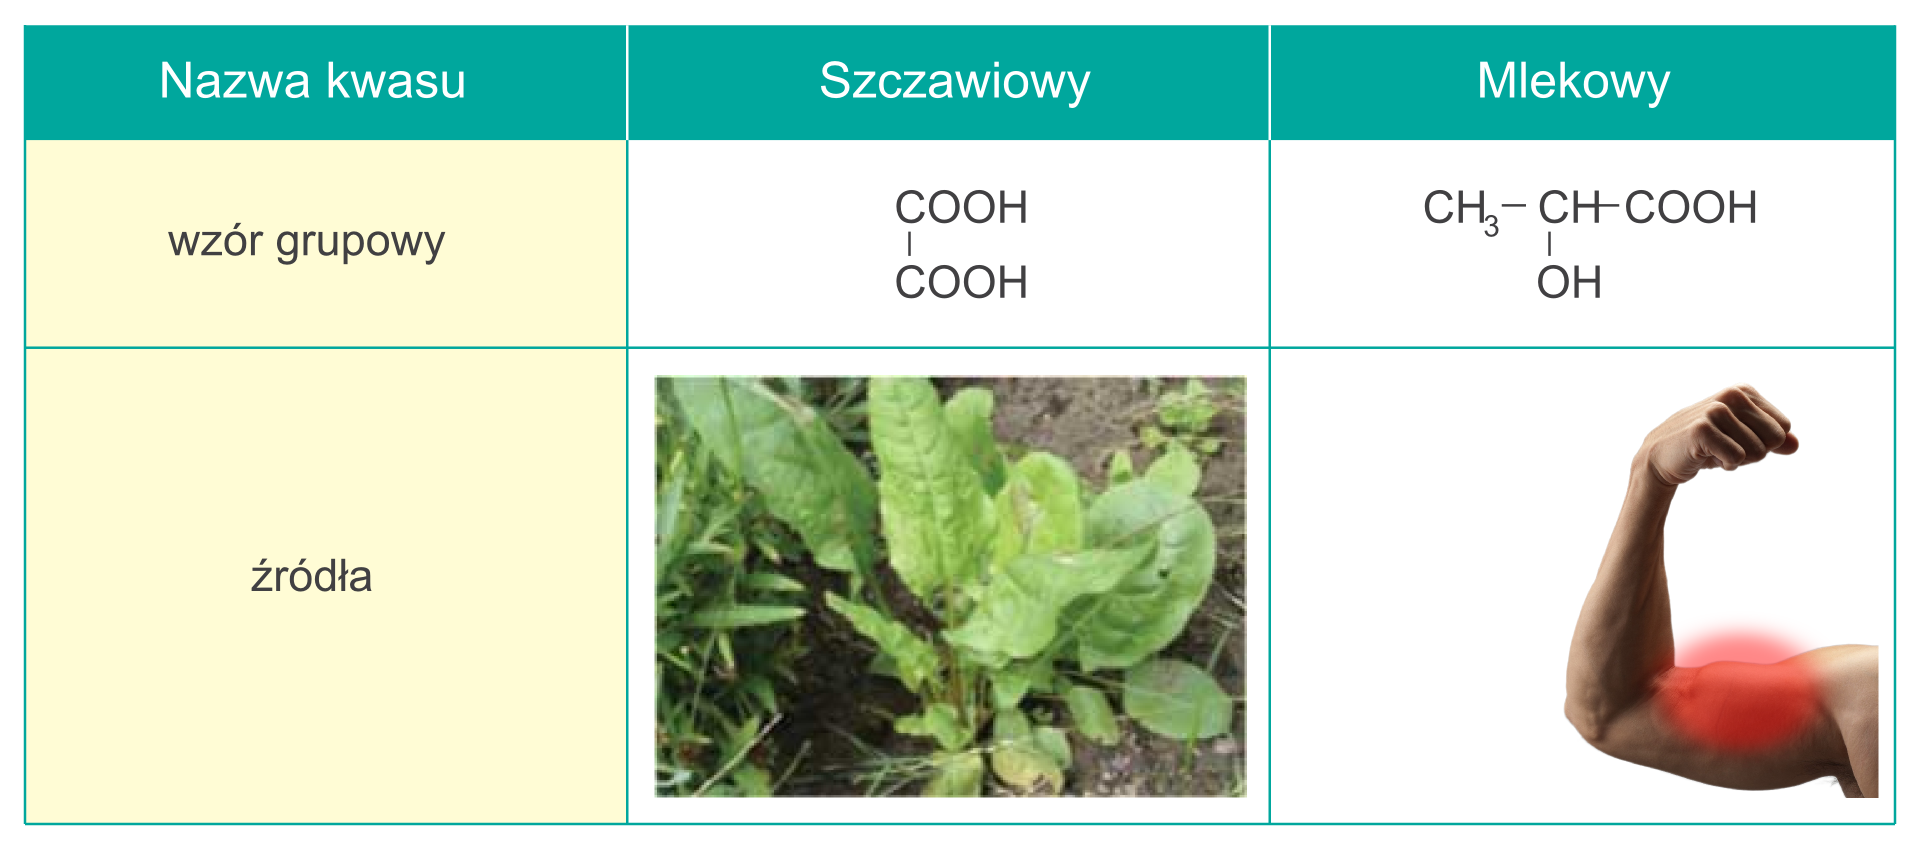 Nazwa kwasu
Szczawiowy
Mlekowy
wzór grupowy
COOH
COOH
CH3 – CH – COOH
OH
źródła